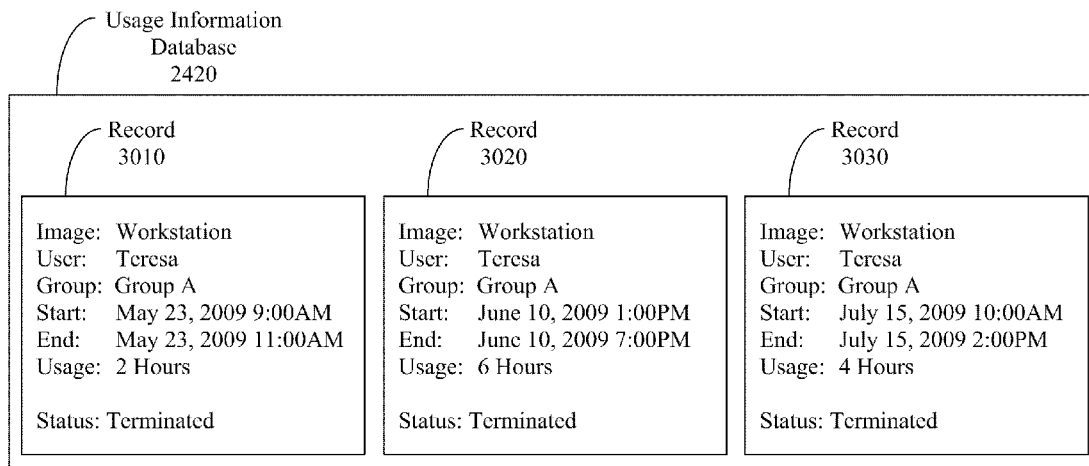 Usage Information
Database
2420
Record
3010
Record
3020
Record
3030
Image: Workstation
User: Teresa
Group: Group A
Start: May 23, 2009 9:00AM
End: May 23, 2009 11:00AM
Usage: 2 Hours
Status: Terminated
Image: Workstation
User: Teresa
Group: Group A
Start: June 10, 2009 1:00PM
End: June 10, 2009 7:00PM
Usage: 6 Hours
Status: Terminated
Image: Workstation
User: Teresa
Group: Group A
Start: July 15, 2009 10:00AM
End: July 15, 2009 2:00PM
Usage: 4 Hours
Status: Terminated